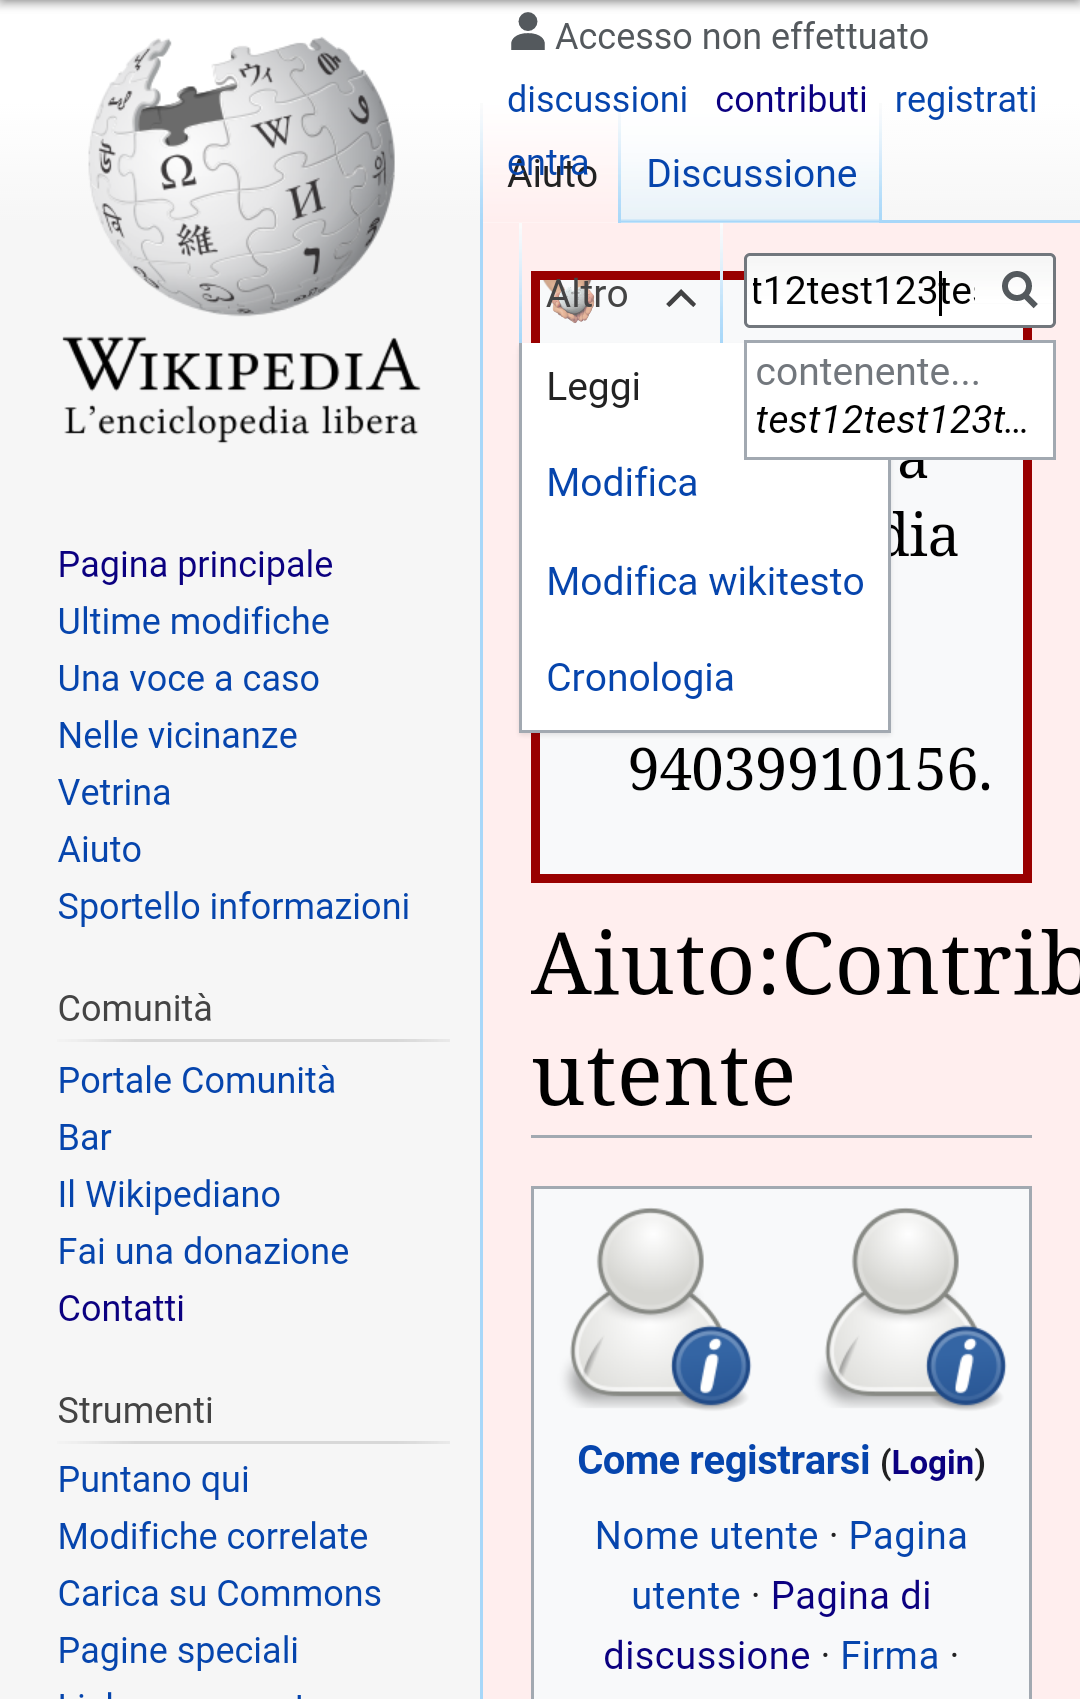 WIKIPEDIA
L'enciclopedia libera
Pagina principale
Ultime modifiche
Una voce a caso
Nelle vicinanze
Vetrina
Aiuto
Sportello informazioni
Comunità
Portale Comunità
Bar
Il Wikipediano
Fai una donazione
Contatti
Strumenti
Puntano qui
Modifiche correlate
Carica su Commons
Pagine speciali
Accesso non effettuato
discussioni contributi registrati
entra
Aiuto Discussione
Altro
t12test123te
contenente...
test12test123t...
Leggi
Modifica
Modifica wikitesto
Cronologia
a
dia
94039910156.
Aiuto:Contrib
utente
Come registrarsi (Login)
Nome utente · Pagina
utente · Pagina di
discussione · Firma ·